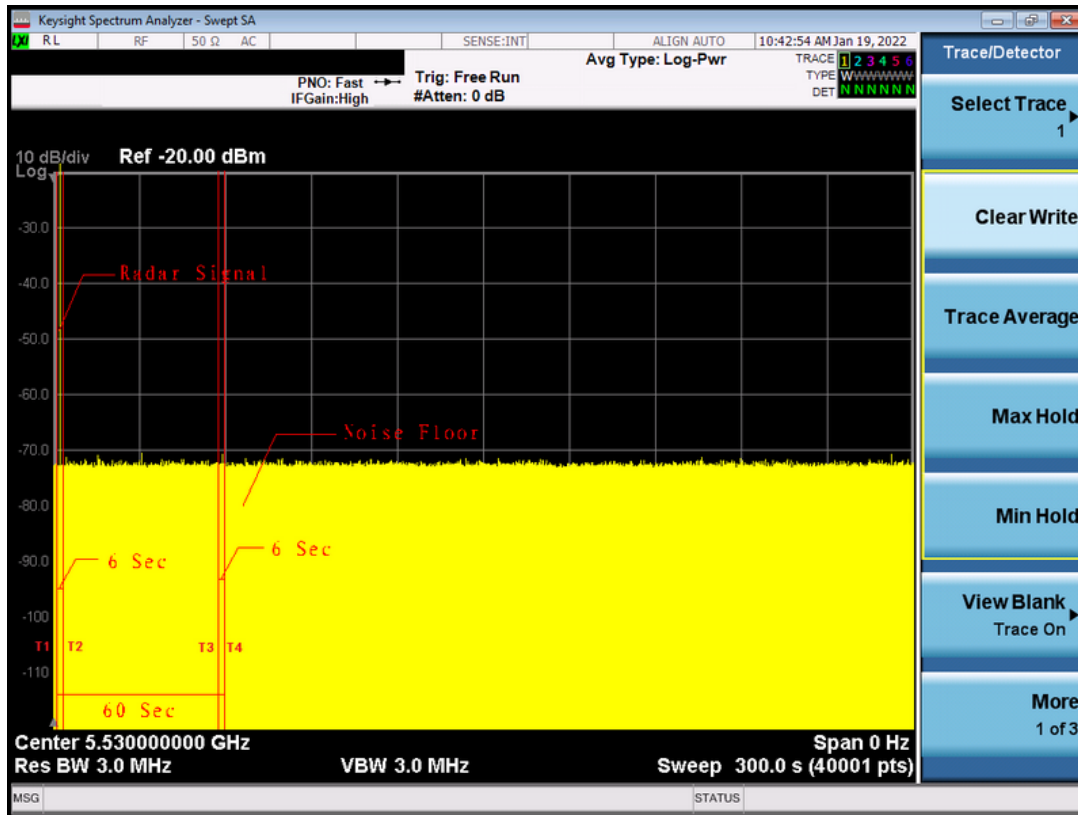 Keysight Spectrum Analyzer - Swept SA
LXI RL RF 50 Ω AC SENSE:INT ALIGN AUTO 10:42:54 AM Jan 19, 2022
Avg Type: Log-Pwr
TRACE 1 2 3 4 5 6
PNO: Fast Trig: Free Run
TYPE WWWWWW
IFGain:High #Atten: 0 dB
DET N N N N N N
Trace/Detector
Select Trace
1
Clear Write
Trace Average
Max Hold
Min Hold
View Blank
Trace On
More
1 of 3
10 dB/div Ref -20.00 dBm
Log
-30.0
Radar Signal
-40.0
-50.0
-60.0
Noise Floor
-70.0
-80.0
6 Sec
-90.0 6 Sec
-100
T1 T2 T3 T4
-110
60 Sec
Center 5.530000000 GHz Span 0 Hz
Res BW 3.0 MHz VBW 3.0 MHz Sweep 300.0 s (40001 pts)
MSG STATUS